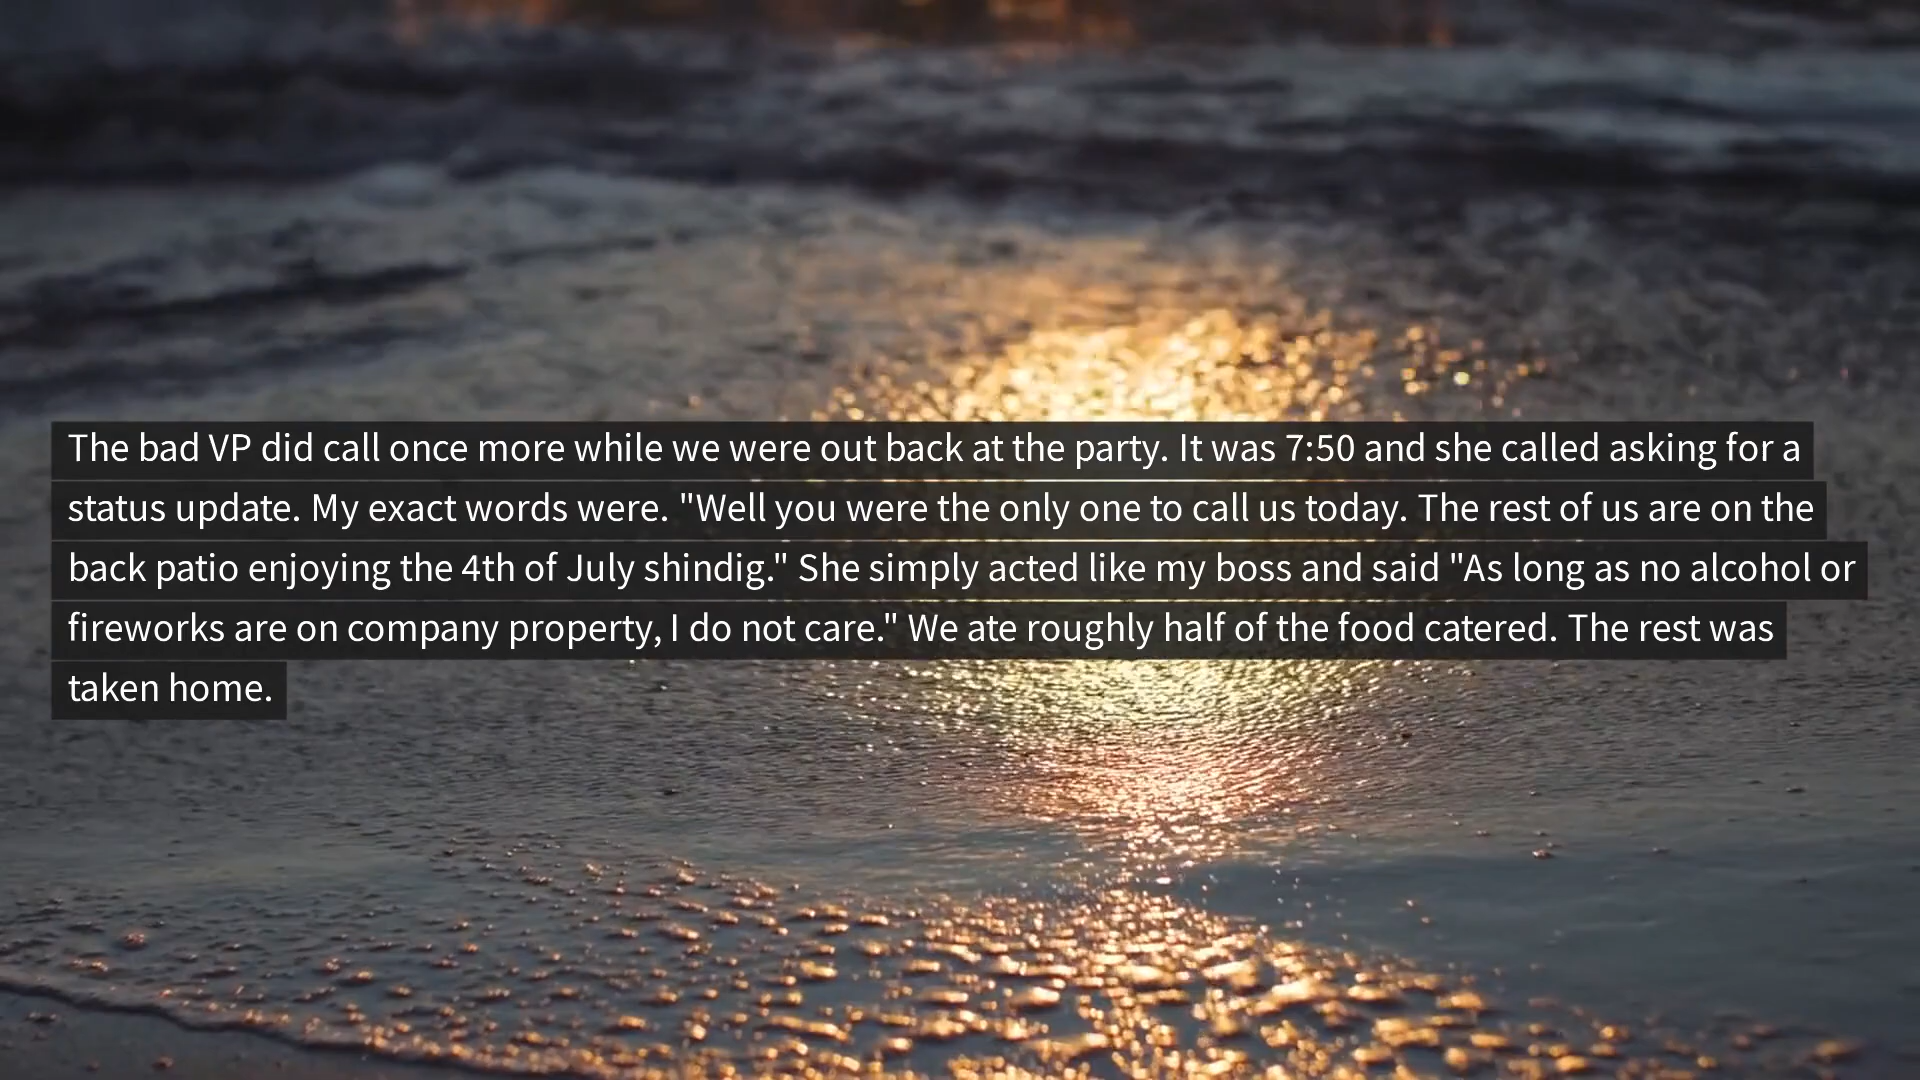 The bad VP did call once more while we were out back at the party. It was 7:50 and she called asking for a
status update. My exact words were. "Well you were the only one to call us today. The rest of us are on the
back patio enjoying the 4th of July shindig." She simply acted like my boss and said "As long as no alcohol or
fireworks are on company property, I do not care." We ate roughly half of the food catered. The rest was
taken home.